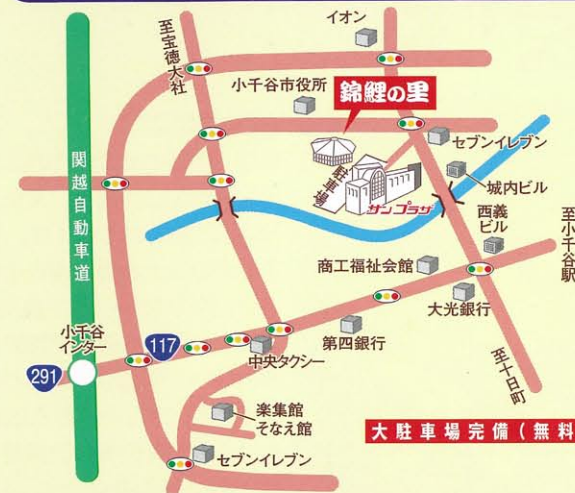 イオン
至宝徳大社
小千谷市役所
錦鯉の里
セブンイレブン
駐車場
サンプラザ
城内ビル
西義
ビル
至小千谷駅
関越自動車道
商工福祉会館
大光銀行
小千谷
インター
117
第四銀行
中央タクシー
291
至十日町
楽集館
そなえ館
大駐車場完備(無料
セブンイレブン